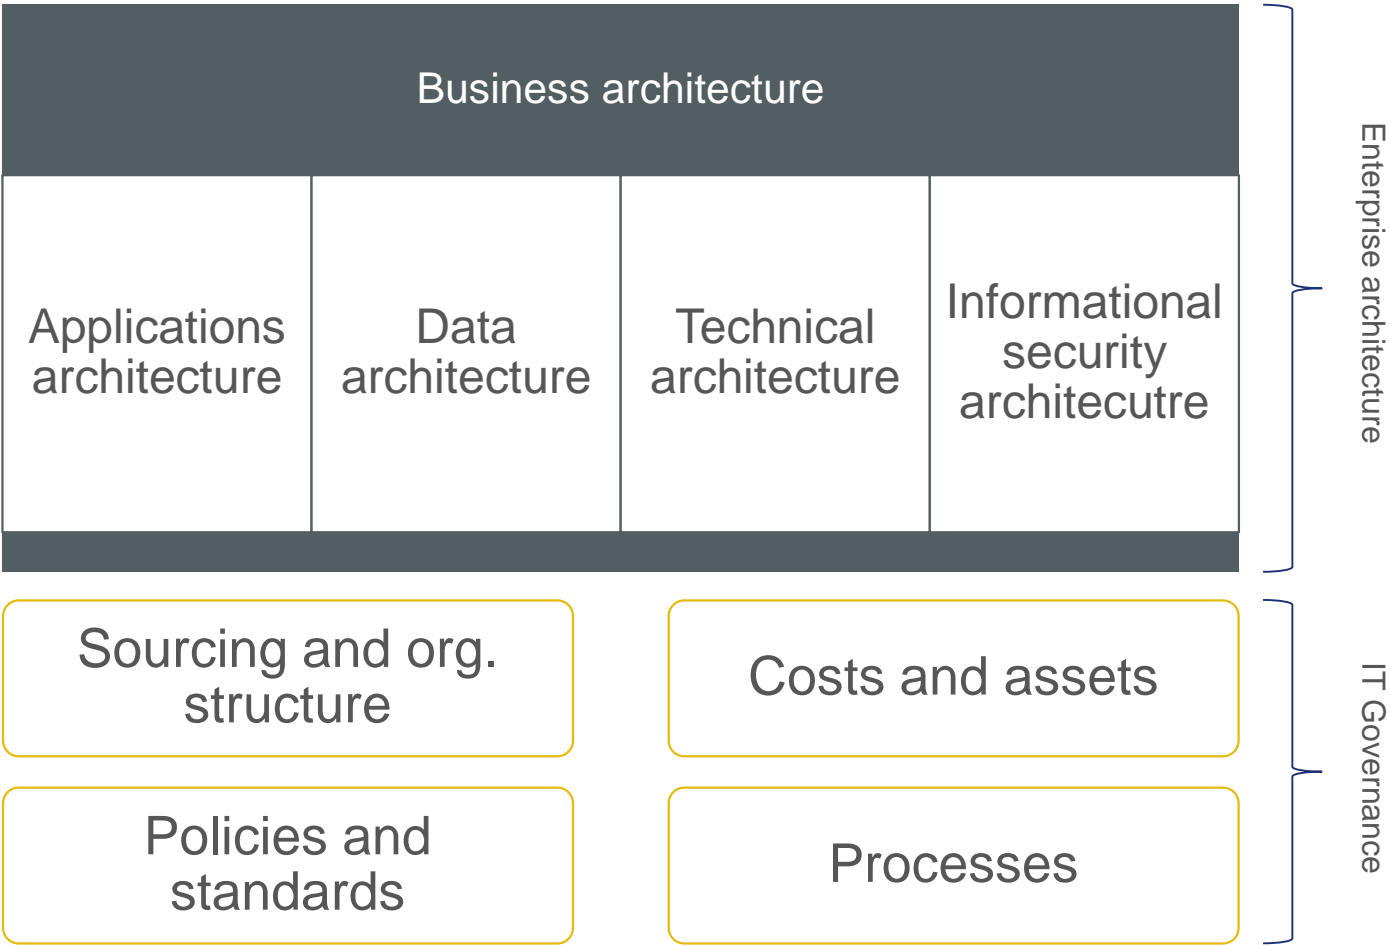 Business architecture
Applications
architecture
Data
architecture
Technical
architecture
Informational
security
architecutre
Enterprise architecture
Sourcing and org.
structure
Costs and assets
Policies and
standards
Processes
IT Governance